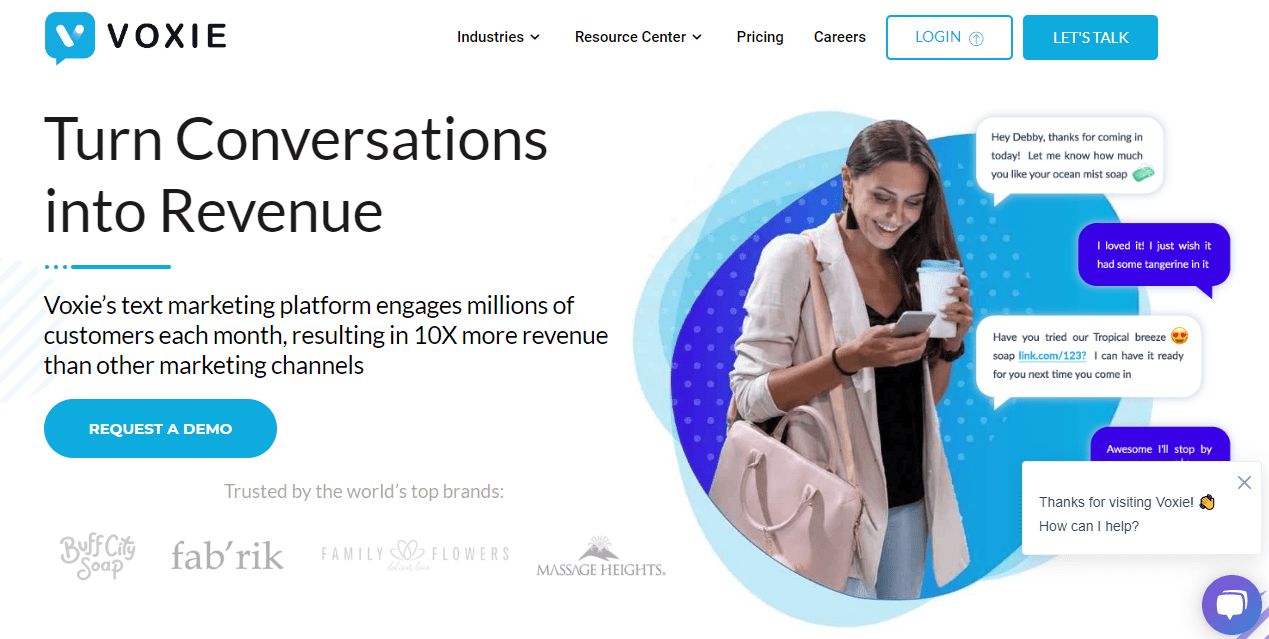 VOXIE
Industries
Resource Center
Pricing
Careers
LOGIN
LET'S TALK
Turn Conversations
into Revenue
Voxie’s text marketing platform engages millions of
customers each month, resulting in 10X more revenue
than other marketing channels
REQUEST A DEMO
Trusted by the world’s top brands:
Buff City
Soap
fab’rik
FAMILY FLOWERS
deliver love
MASSAGE HEIGHTS®
Hey Debby, thanks for coming in
today! Let me know how much
you like your ocean mist soap
I loved it! I just wish it
had some tangerine in it
Have you tried our Tropical breeze
soap link.com/123? I can have it ready
for you next time you come in
Awesome I'll stop by
Thanks for visiting Voxie! 👏
How can I help?